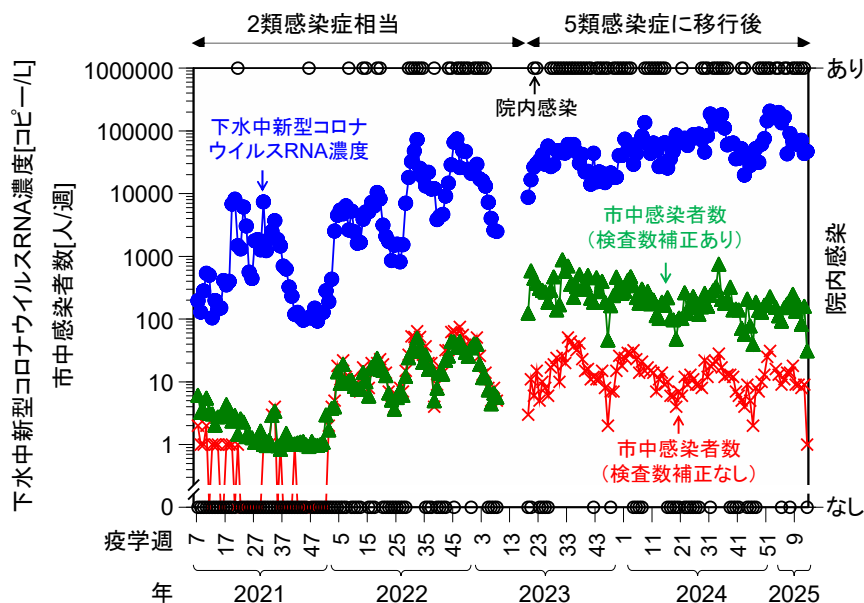 2類感染症相当
5類感染症に移行後
下水中新型コロナウイルスRNA濃度[コピー/L]
市中感染者数[人/週]
1000000
100000
10000
1000
100
10
1
0
あり
院内感染
なし
院内感染
下水中新型コロナ
ウイルスRNA濃度
市中感染者数
(検査数補正あり)
市中感染者数
(検査数補正なし)
疫学週
7 17 27 37 47 5 15 25 35 45 3 13 23 33 43 1 11 21 31 41 51 9
年
2021 2022 2023 2024 2025